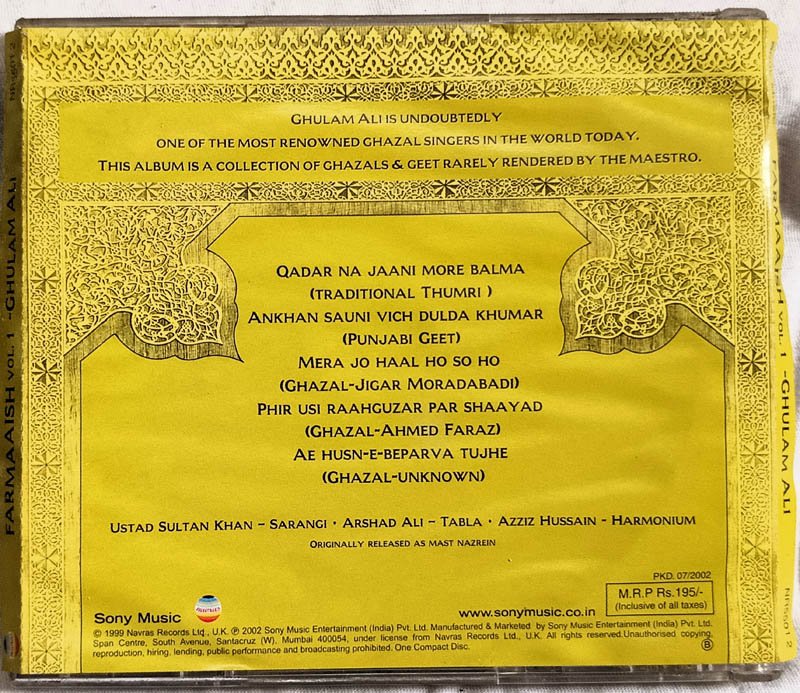 GHULAM ALI IS UNDOUBTEDLY
ONE OF THE MOST RENOWNED GHAZAL SINGERS IN THE WORLD TODAY.
THIS ALBUM IS A COLLECTION OF GHAZALS & GEET RARELY RENDERED BY THE MAESTRO.
QADAR NA JAANI MORE BALMA
(TRADITIONAL THUMRI )
ANKHAN SAUNI VICH DULDA KHUMAR
(PUNJABI GEET)
MERA JO HAAL HO SO HO
(GHAZAL-JIGAR MORADABADI)
PHIR USI RAAHGUZAR PAR SHAAYAD
(GHAZAL-AHMED FARAZ)
AE HUSN-E-BEPARVA TUJHE
(GHAZAL-UNKNOWN)
USTAD SULTAN KHAN – SARANGI · ARSHAD ALI – TABLA · AZZIZ HUSSAIN - HARMONIUM
ORIGINALLY RELEASED AS MAST NAZREIN
PKD. 07/2002
M.R.P Rs.195/-
(Inclusive of all taxes)
Sony Music
www.sonymusic.co.in
© 1999 Navras Records Ltd., U.K. ℗ 2002 Sony Music Entertainment (India) Pvt. Ltd. Manufactured & Marketed by Sony Music Entertainment (India) Pvt. Ltd.
Span Centre, South Avenue, Santacruz (W), Mumbai 400054, under license from Navras Records Ltd., U.K. All rights reserved.Unauthorised copying,
reproduction, hiring, lending, public performance and broadcasting prohibited. One Compact Disc.
Ⓑ
FARMAAISH VOL. 1 -GHULAM ALI
FARMAAISH VOL. 1 -GHULAM ALI